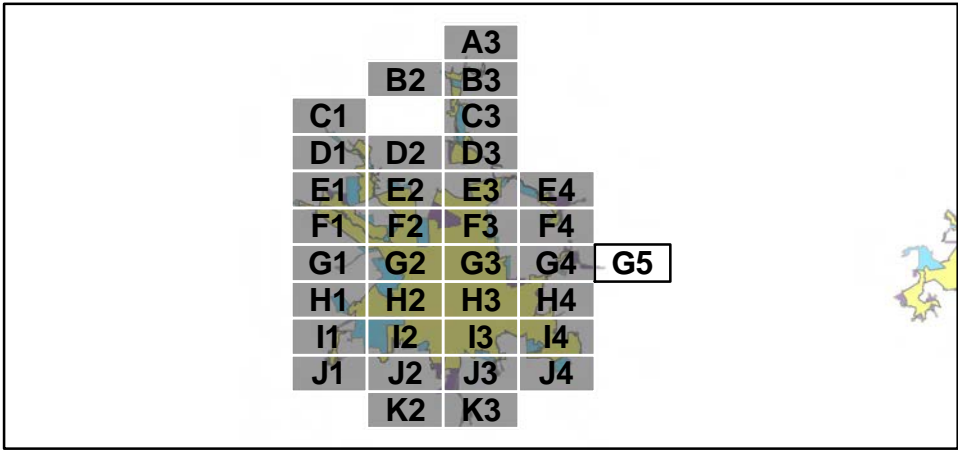 A3
B2 B3
C1 C3
D1 D2 D3
E1 E2 E3 E4
F1 F2 F3 F4
G1 G2 G3 G4 G5
H1 H2 H3 H4
I1 I2 I3 I4
J1 J2 J3 J4
K2 K3